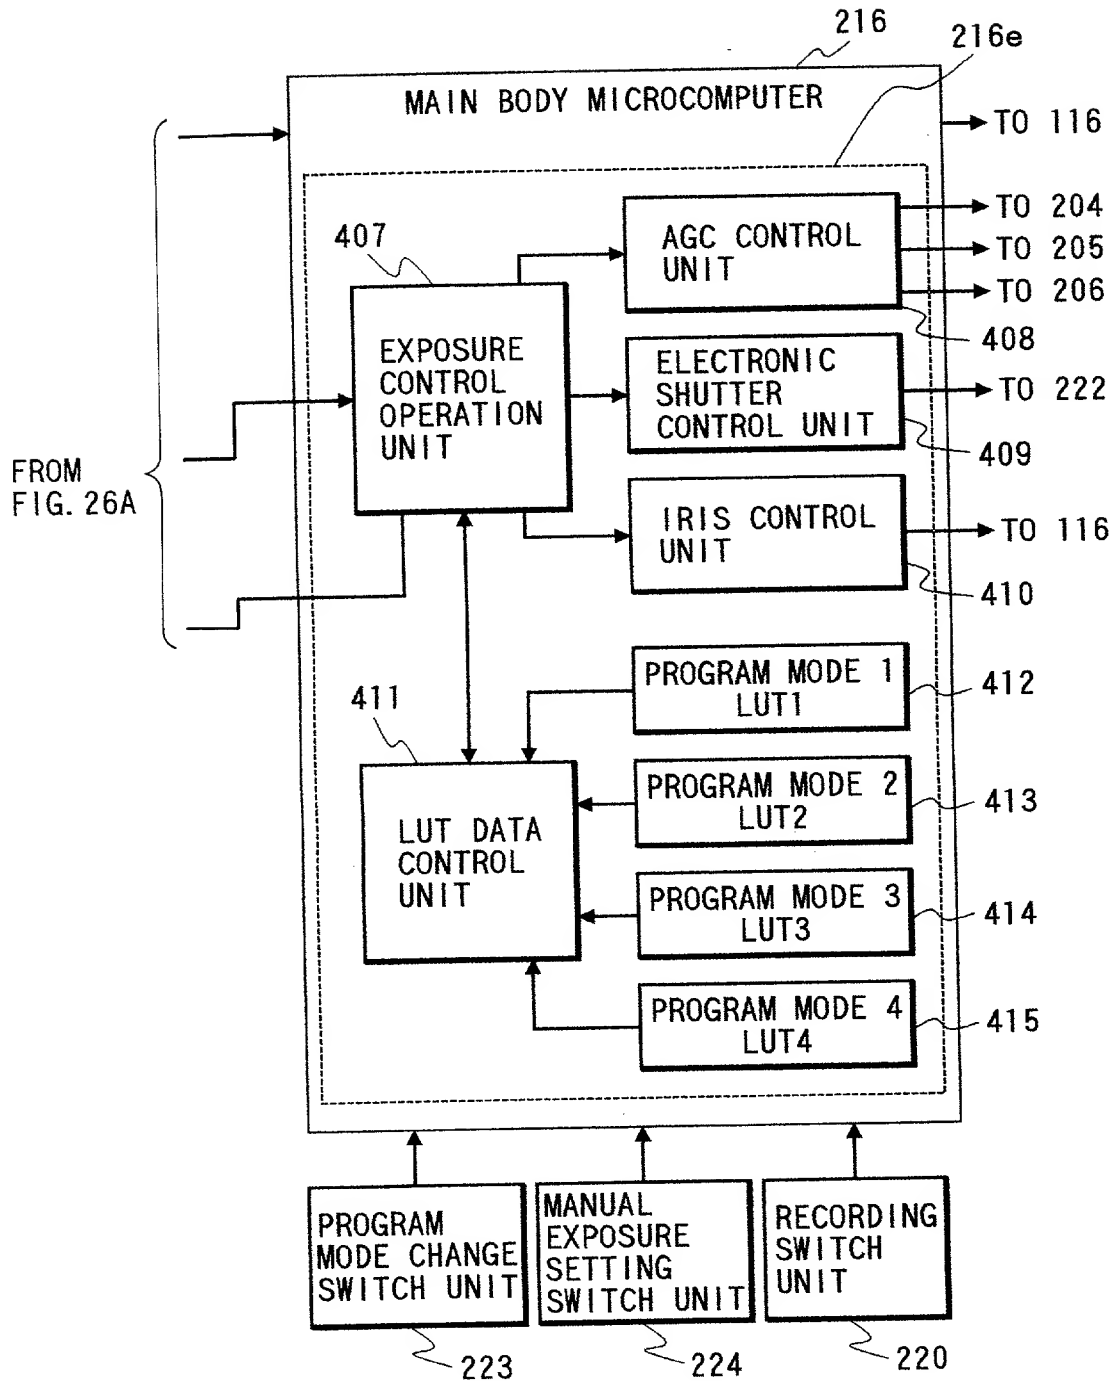 216
216e
MAIN BODY MICROCOMPUTER
TO 116
407
AGC CONTROL
UNIT
TO 204
TO 205
TO 206
408
EXPOSURE
CONTROL
OPERATION
UNIT
ELECTRONIC
SHUTTER
CONTROL UNIT
TO 222
409
FROM
FIG. 26A
IRIS CONTROL
UNIT
TO 116
410
411
PROGRAM MODE 1
LUT1
412
PROGRAM MODE 2
LUT2
413
LUT DATA
CONTROL
UNIT
PROGRAM MODE 3
LUT3
414
PROGRAM MODE 4
LUT4
415
PROGRAM
MODE CHANGE
SWITCH UNIT
MANUAL
EXPOSURE
SETTING
SWITCH UNIT
RECORDING
SWITCH
UNIT
223
224
220